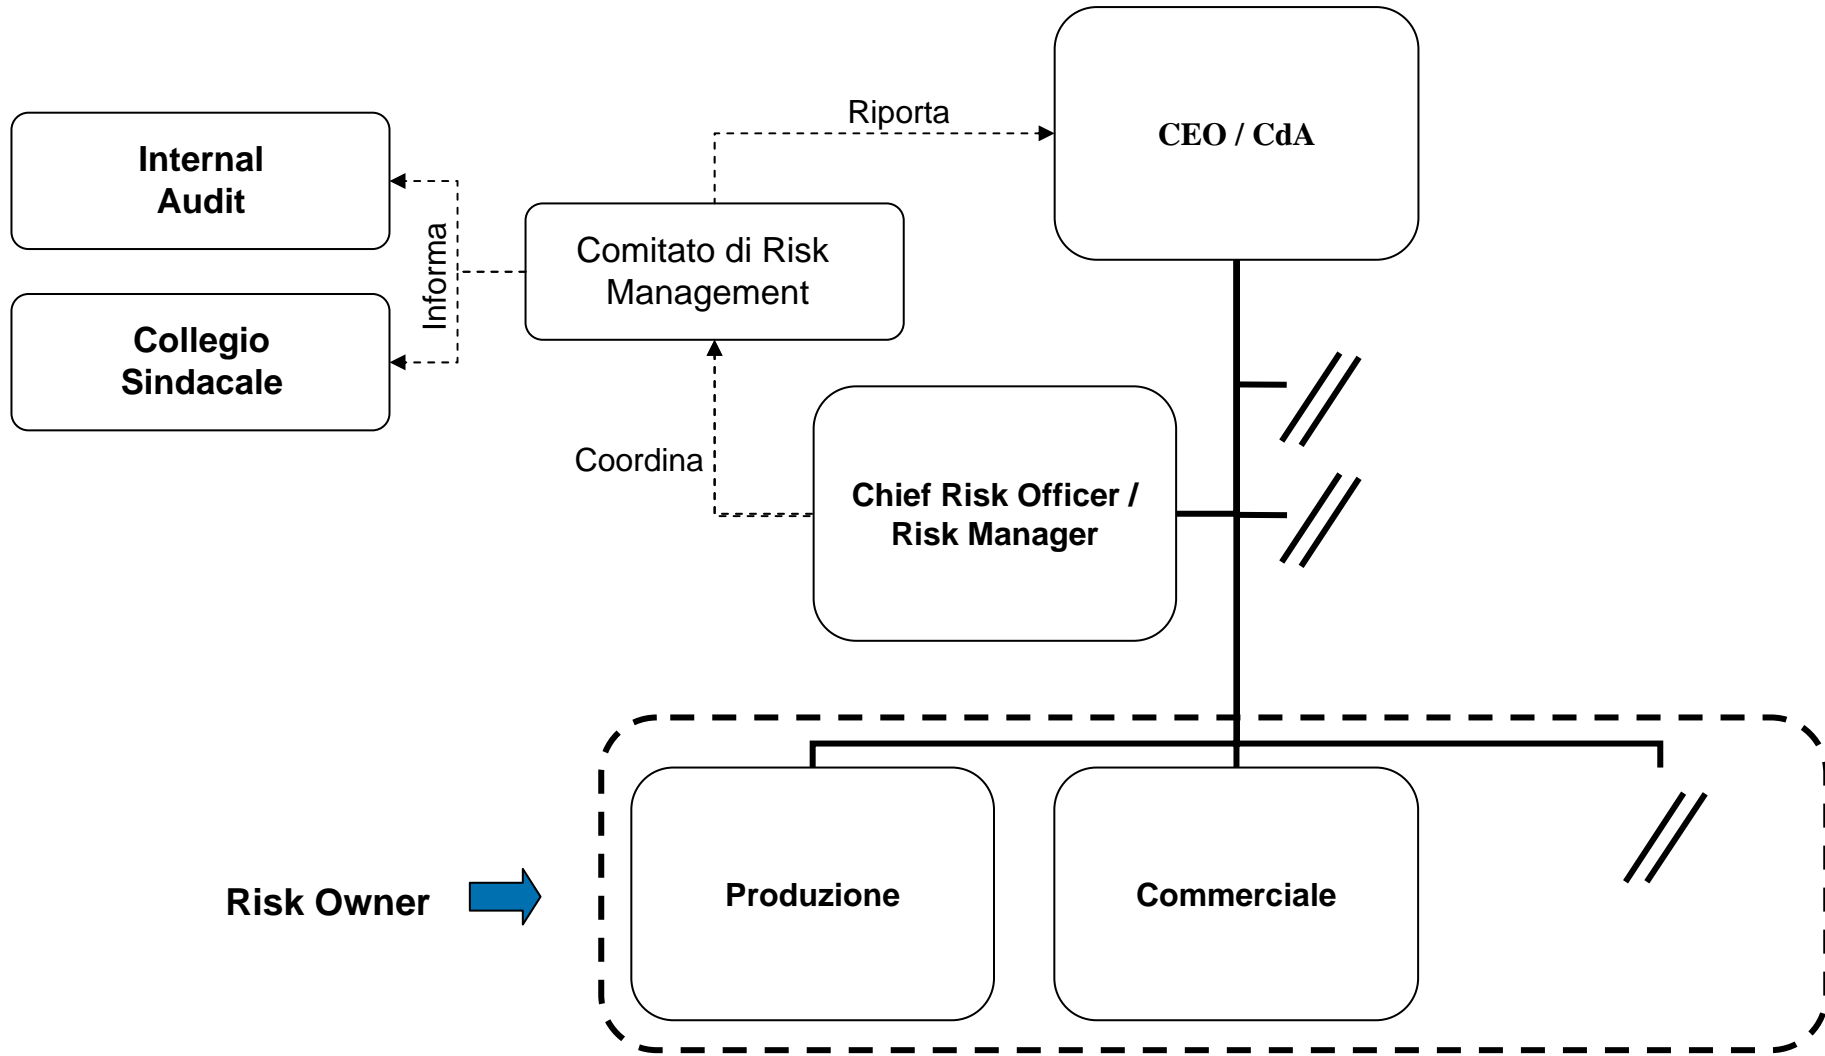 Riporta
CEO / CdA
Internal
Audit
Informa
Comitato di Risk
Management
Collegio
Sindacale
Coordina
Chief Risk Officer /
Risk Manager
Risk Owner
Produzione
Commerciale